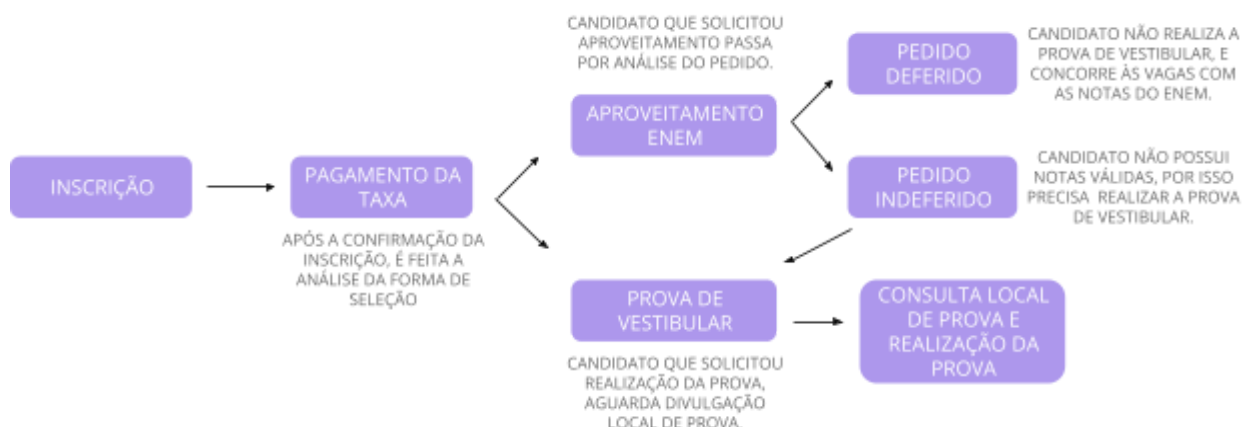 INSCRIÇÃO
PAGAMENTO DA
TAXA
APÓS A CONFIRMAÇÃO DA
INSCRIÇÃO, É FEITA A
ANÁLISE DA FORMA DE
SELEÇÃO
CANDIDATO QUE SOLICITOU
APROVEITAMENTO PASSA
POR ANÁLISE DO PEDIDO.
APROVEITAMENTO
ENEM
PEDIDO
DEFERIDO
CANDIDATO NÃO REALIZA A
PROVA DE VESTIBULAR, E
CONCORRE ÀS VAGAS COM
AS NOTAS DO ENEM.
PEDIDO
INDEFERIDO
CANDIDATO NÃO POSSUI
NOTAS VÁLIDAS, POR ISSO
PRECISA REALIZAR A PROVA
DE VESTIBULAR.
PROVA DE
VESTIBULAR
CANDIDATO QUE SOLICITOU
REALIZAÇÃO DA PROVA,
AGUARDA DIVULGAÇÃO
LOCAL DE PROVA.
CONSULTA LOCAL
DE PROVA E
REALIZAÇÃO DA
PROVA